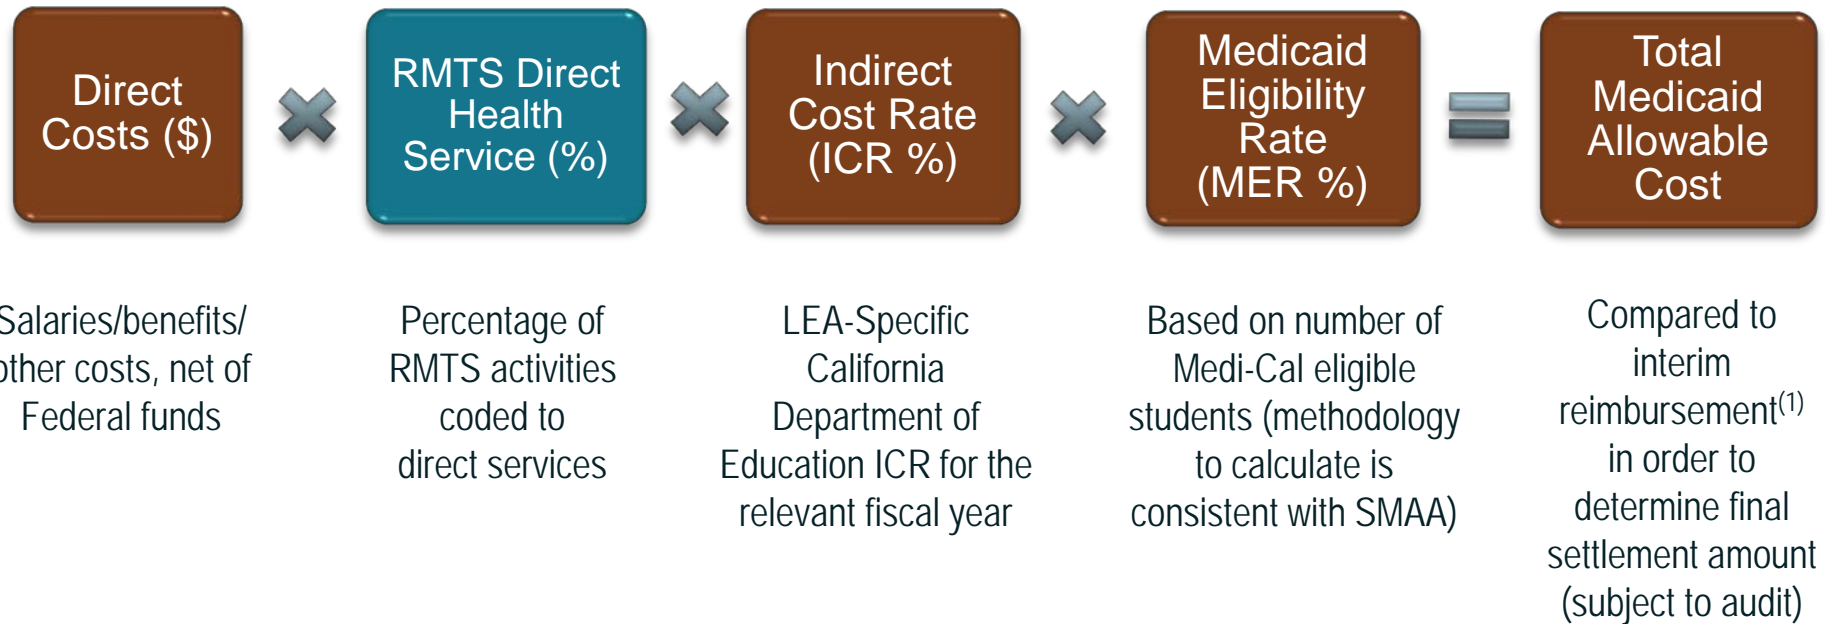 Direct
Costs ($)
RMTS Direct
Health
Service (%)
Indirect
Cost Rate
(ICR %)
Medicaid
Eligibility
Rate
(MER %)
Total
Medicaid
Allowable
Cost
Salaries/benefits/
other costs, net of
Federal funds
Percentage of
RMTS activities
coded to
direct services
LEA-Specific
California
Department of
Education ICR for the
relevant fiscal year
Based on number of
Medi-Cal eligible
students (methodology
to calculate is
consistent with SMAA)
Compared to
interim
reimbursement(1)
in order to
determine final
settlement amount
(subject to audit)